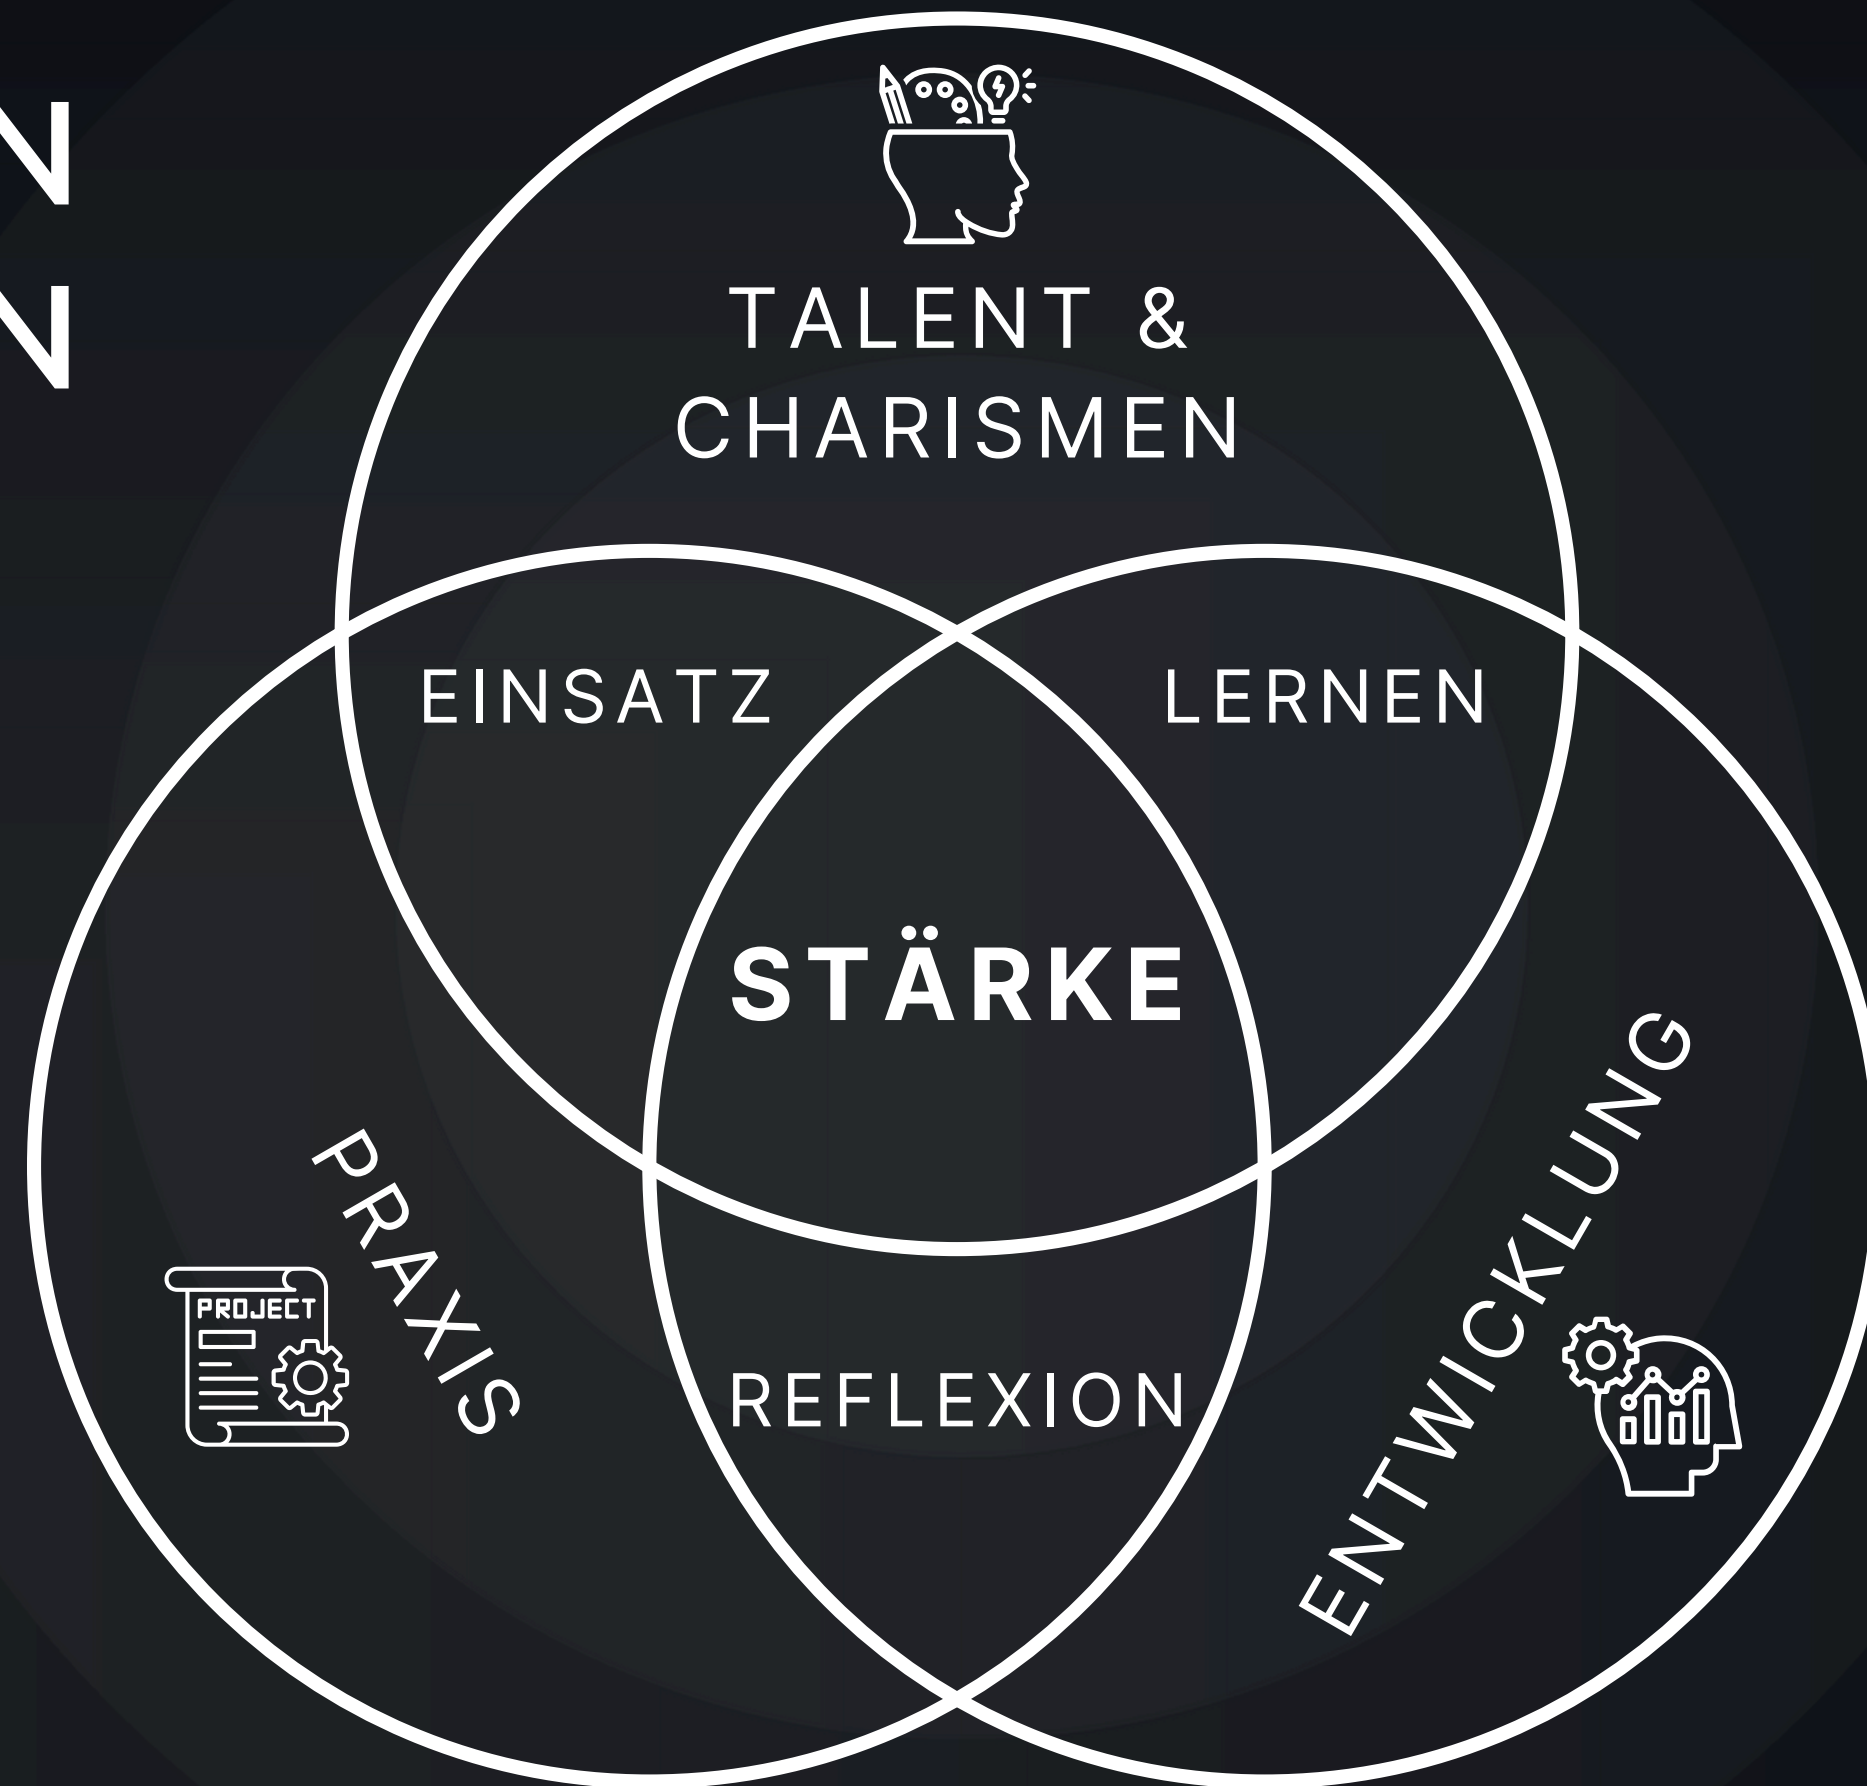 N
N
TALENT &
CHARISMEN
EINSATZ
LERNEN
STÄRKE
PRAXIS
PROJECT
REFLEXION
ENTWICKLUNG